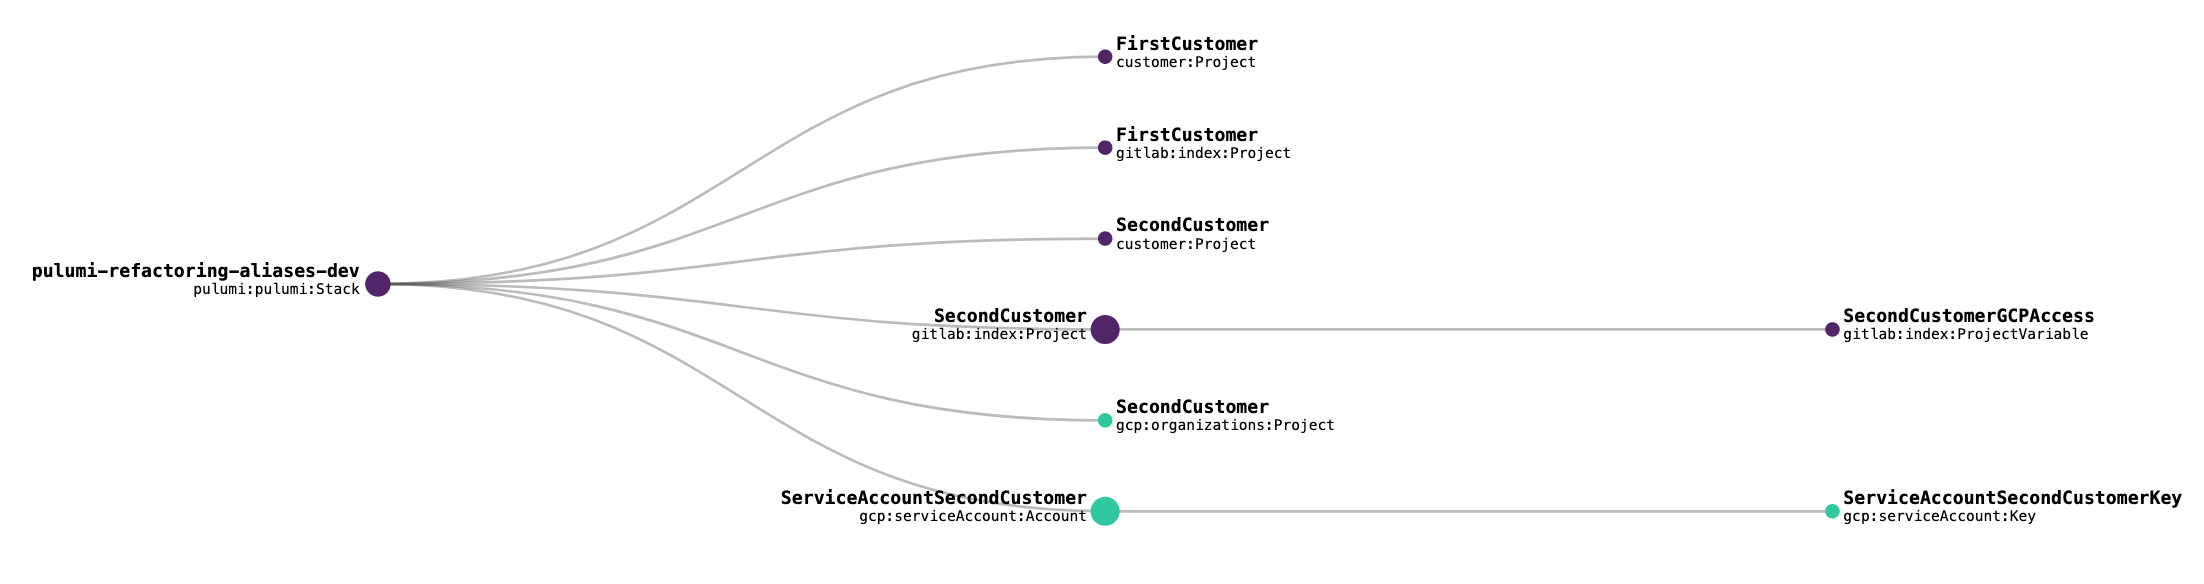 FirstCustomer
customer:Project
FirstCustomer
gitlab:index:Project
SecondCustomer
customer:Project
pulumi-refactoring-aliases-dev
pulumi:pulumi:Stack
SecondCustomer
gitlab:index:Project
SecondCustomerGCPAccess
gitlab:index:ProjectVariable
SecondCustomer
gcp:organizations:Project
ServiceAccountSecondCustomer
gcp:serviceAccount:Account
ServiceAccountSecondCustomerKey
gcp:serviceAccount:Key